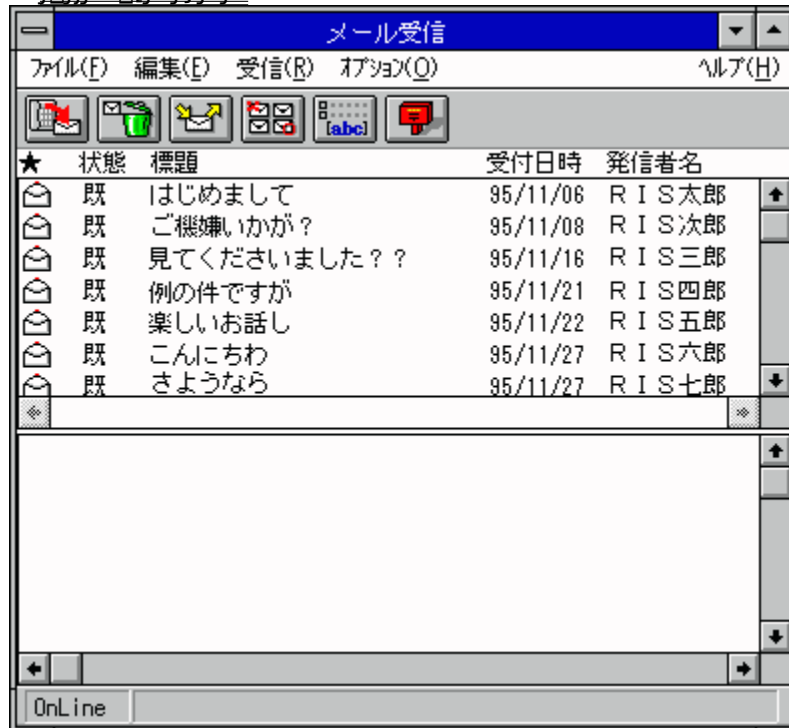 メール受信
ファイル(F) 編集(E) 受信(R) オプション(O) ヘルプ(H)
[abc]
★ 状態 標題 受付日時 発信者名
既 はじめまして 95/11/06 ＲＩＳ太郎
既 ご機嫌いかが？ 95/11/08 ＲＩＳ次郎
既 見てくださいました？？ 95/11/16 ＲＩＳ三郎
既 例の件ですが 95/11/21 ＲＩＳ四郎
既 楽しいお話し 95/11/22 ＲＩＳ五郎
既 こんにちわ 95/11/27 ＲＩＳ六郎
既 さようなら 95/11/27 ＲＩＳ七郎
OnLine